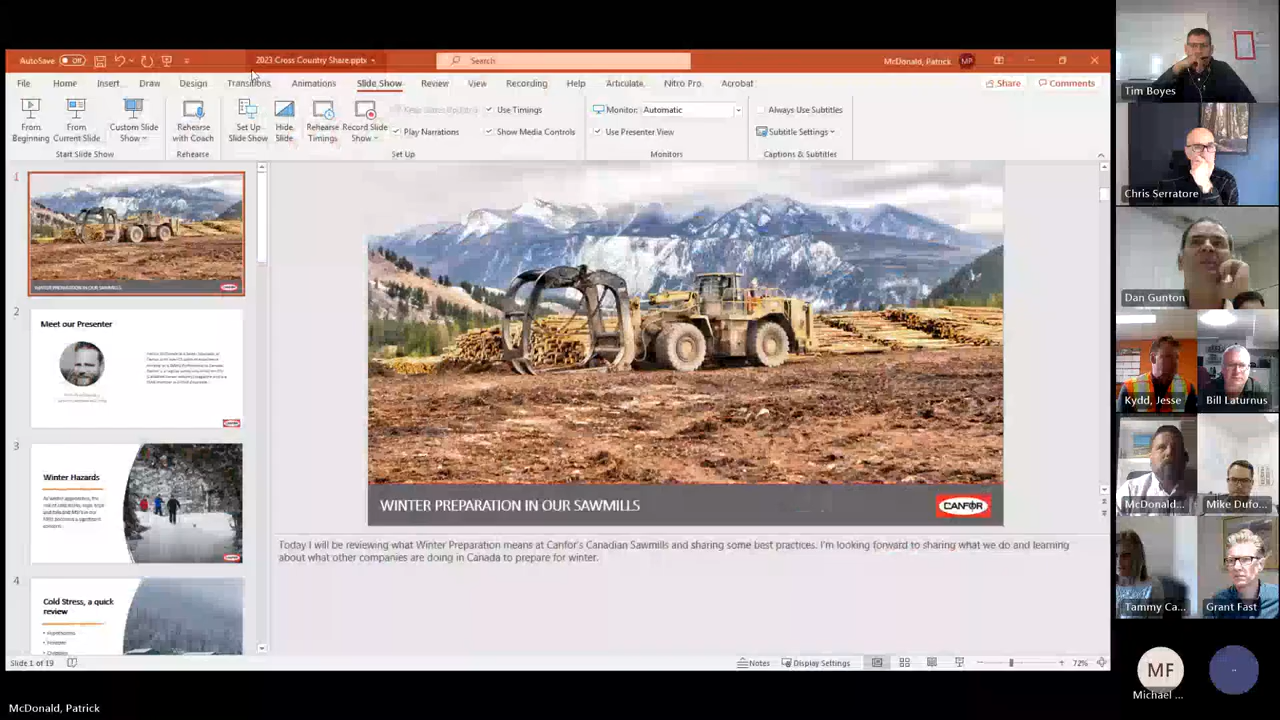 AutoSave Off 2023 Cross Country Share.pptx Search McDonald, Patrick MP
File Home Insert Draw Design Transitions Animations Slide Show Review View Recording Help Articulate Nitro Pro Acrobat Share Comments
From Beginning
From Current Slide
Custom Slide Show
Rehearse with Coach
Set Up Slide Show
Hide Slide
Rehearse Timings
Record Slide Show
Play Narrations
Use Timings
Show Media Controls
Monitor: Automatic
Use Presenter View
Always Use Subtitles
Subtitle Settings
Start Slide Show Rehearse Set Up Monitors Captions & Subtitles
1
WINTER PREPARATION IN OUR SAWMILLS
2
Meet our Presenter
3
Winter Hazards
4
Cold Stress, a quick
review
WINTER PREPARATION IN OUR SAWMILLS
CANFOR
Today I will be reviewing what Winter Preparation means at Canfor's Canadian Sawmills and sharing some best practices. I'm looking forward to sharing what we do and learning
about what other companies are doing in Canada to prepare for winter.
Slide 1 of 19 Notes Display Settings 72%
Tim Boyes
Chris Serratore
Dan Gunton
Kydd, Jesse
Bill Laturnus
McDonald...
Mike Dufo...
Tammy Ca...
Grant Fast
MF
Michael ...
McDonald, Patrick